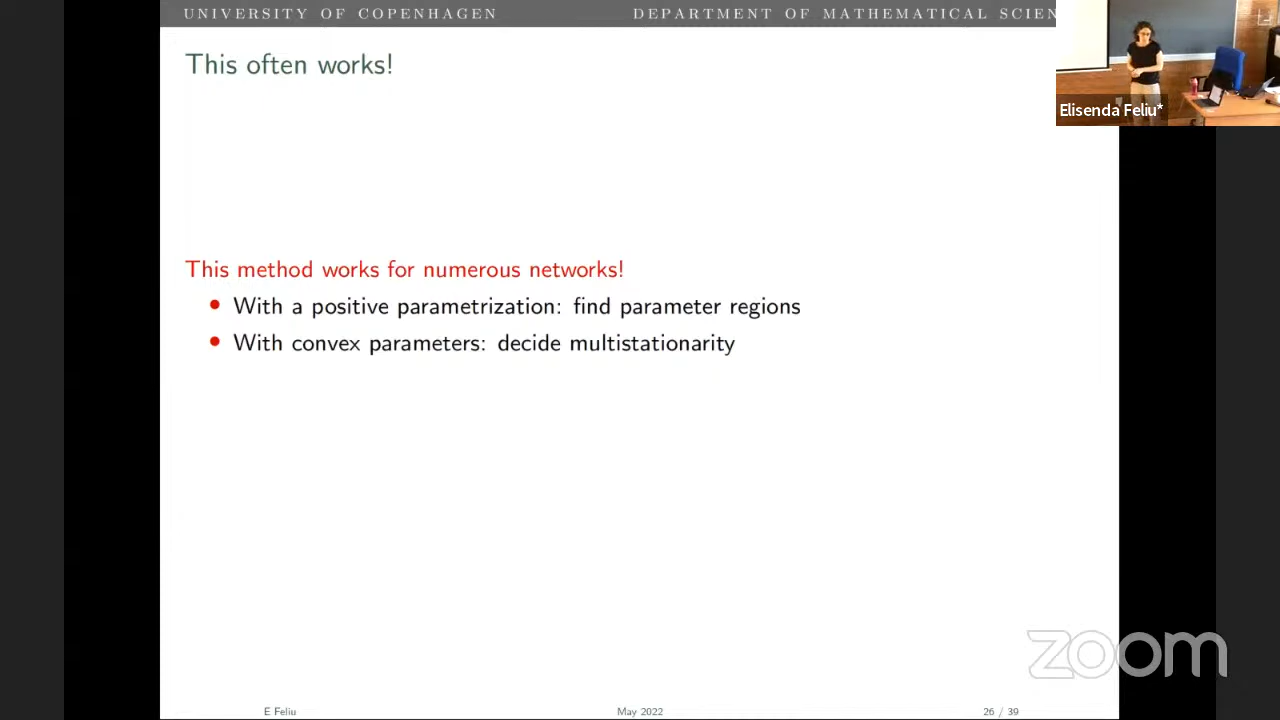 UNIVERSITY OF COPENHAGEN DEPARTMENT OF MATHEMATICAL SCIEN
This often works!
Elisenda Feliu*
This method works for numerous networks!
• With a positive parametrization: find parameter regions
• With convex parameters: decide multistationarity
zoom
E Feliu May 2022 26 / 39